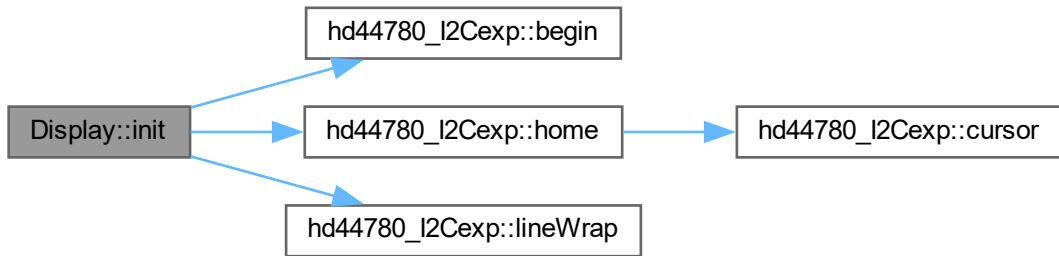 hd44780_I2Cexp::begin
Display::init
hd44780_I2Cexp::home
hd44780_I2Cexp::cursor
hd44780_I2Cexp::lineWrap